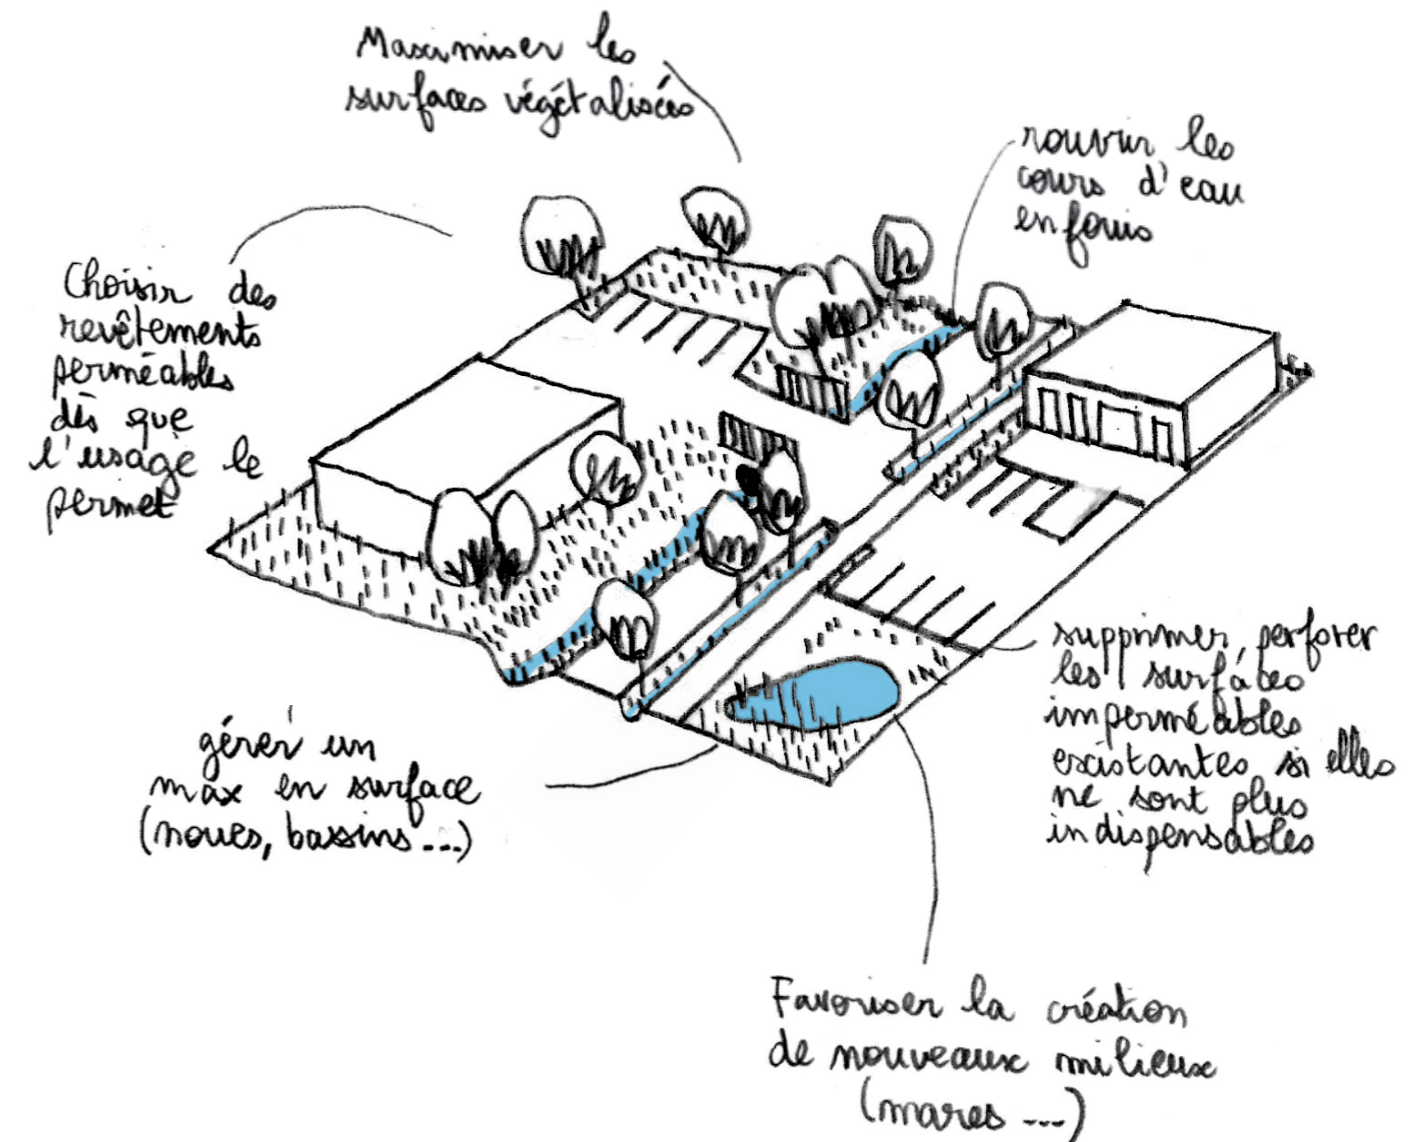 Maximiser les
surfaces végétalisées
rouvrir les
cours d'eau
enfouis
Choisir des
revêtements
perméables
dès que
l'usage le
permet
supprimer, perforer
les surfaces
imperméables
existantes si elles
ne sont plus
indispensables
gérer un
max en surface
(noues, bassins...)
Favoriser la création
de nouveaux milieux
(mares ...)